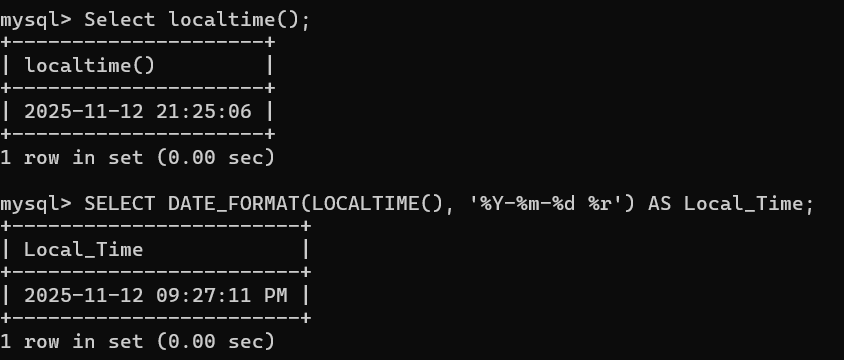 mysql> Select localtime();
+---------------------+
| localtime()         |
+---------------------+
| 2025-11-12 21:25:06 |
+---------------------+
1 row in set (0.00 sec)

mysql> SELECT DATE_FORMAT(LOCALTIME(), '%Y-%m-%d %r') AS Local_Time;
+-------------------------+
| Local_Time             |
+------------------------+
| 2025-11-12 09:27:11 PM |
+------------------------+
1 row in set (0.00 sec)